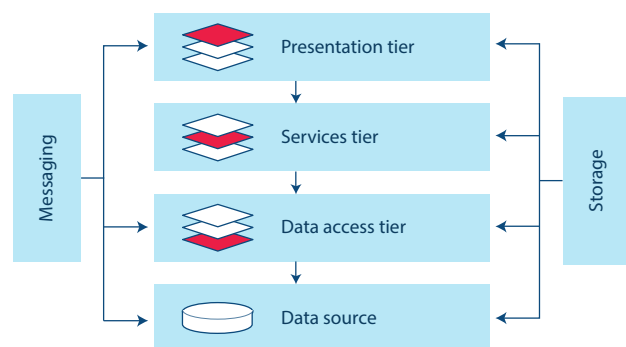 Presentation tier
Messaging
Services tier
Storage
Data access tier
Data source